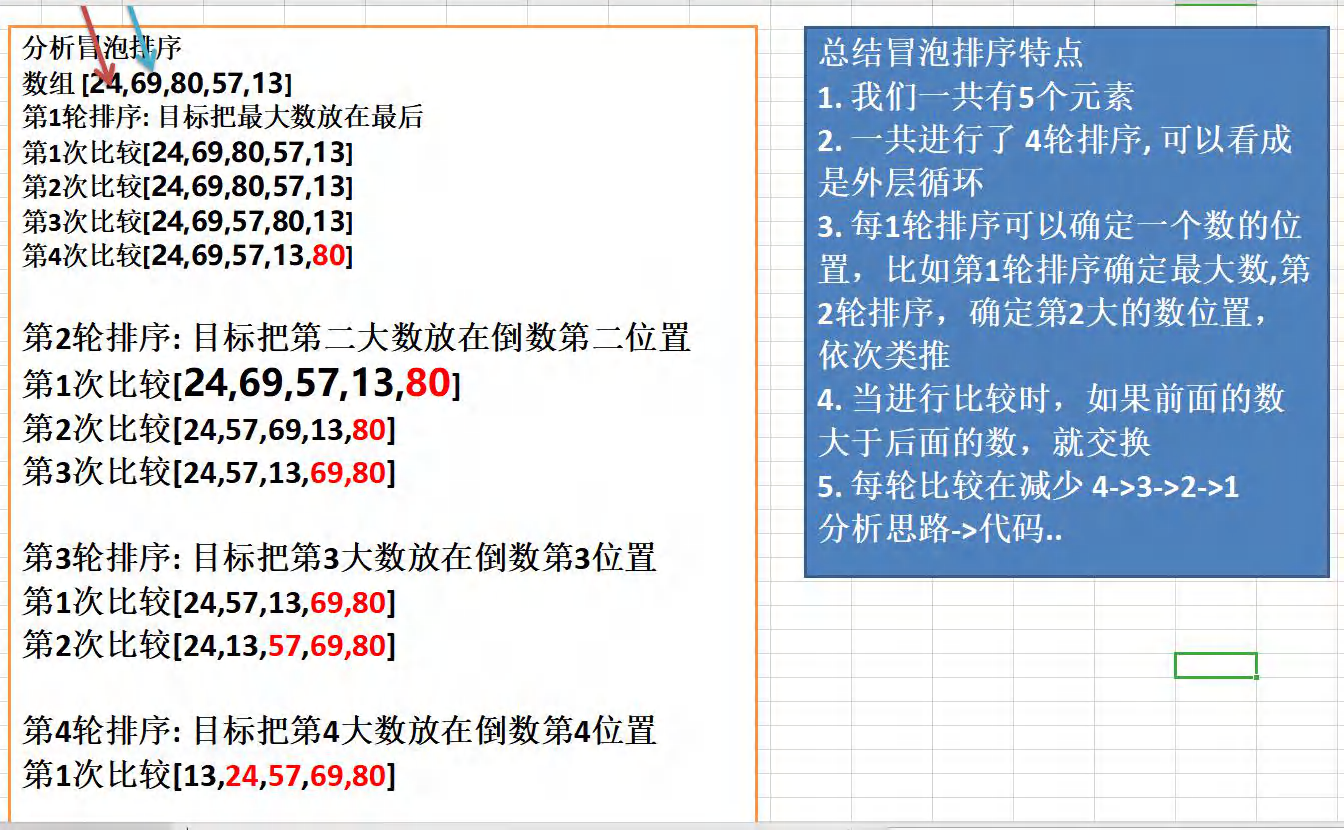 分析冒泡排序
数组 [24,69,80,57,13]
第1轮排序: 目标把最大数放在最后
第1次比较[24,69,80,57,13]
第2次比较[24,69,80,57,13]
第3次比较[24,69,57,80,13]
第4次比较[24,69,57,13,80]
第2轮排序: 目标把第二大数放在倒数第二位置
第1次比较[24,69,57,13,80]
第2次比较[24,57,69,13,80]
第3次比较[24,57,13,69,80]
第3轮排序: 目标把第3大数放在倒数第3位置
第1次比较[24,57,13,69,80]
第2次比较[24,13,57,69,80]
第4轮排序: 目标把第4大数放在倒数第4位置
第1次比较[13,24,57,69,80]
总结冒泡排序特点
1. 我们一共有5个元素
2. 一共进行了 4轮排序, 可以看成
是外层循环
3. 每1轮排序可以确定一个数的位
置，比如第1轮排序确定最大数,第
2轮排序，确定第2大的数位置，
依次类推
4. 当进行比较时，如果前面的数
大于后面的数，就交换
5. 每轮比较在减少 4->3->2->1
分析思路->代码..